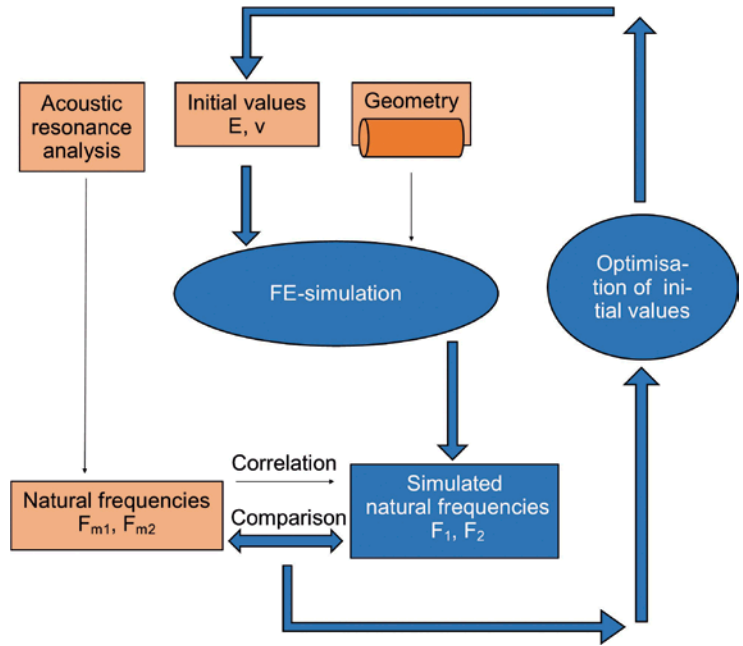 Acoustic
resonance
analysis
Initial values
E, v
Geometry
FE-simulation
Optimisa-
tion of ini-
tial values
Natural frequencies
Fm1, Fm2
Correlation
Comparison
Simulated
natural frequencies
F1, F2